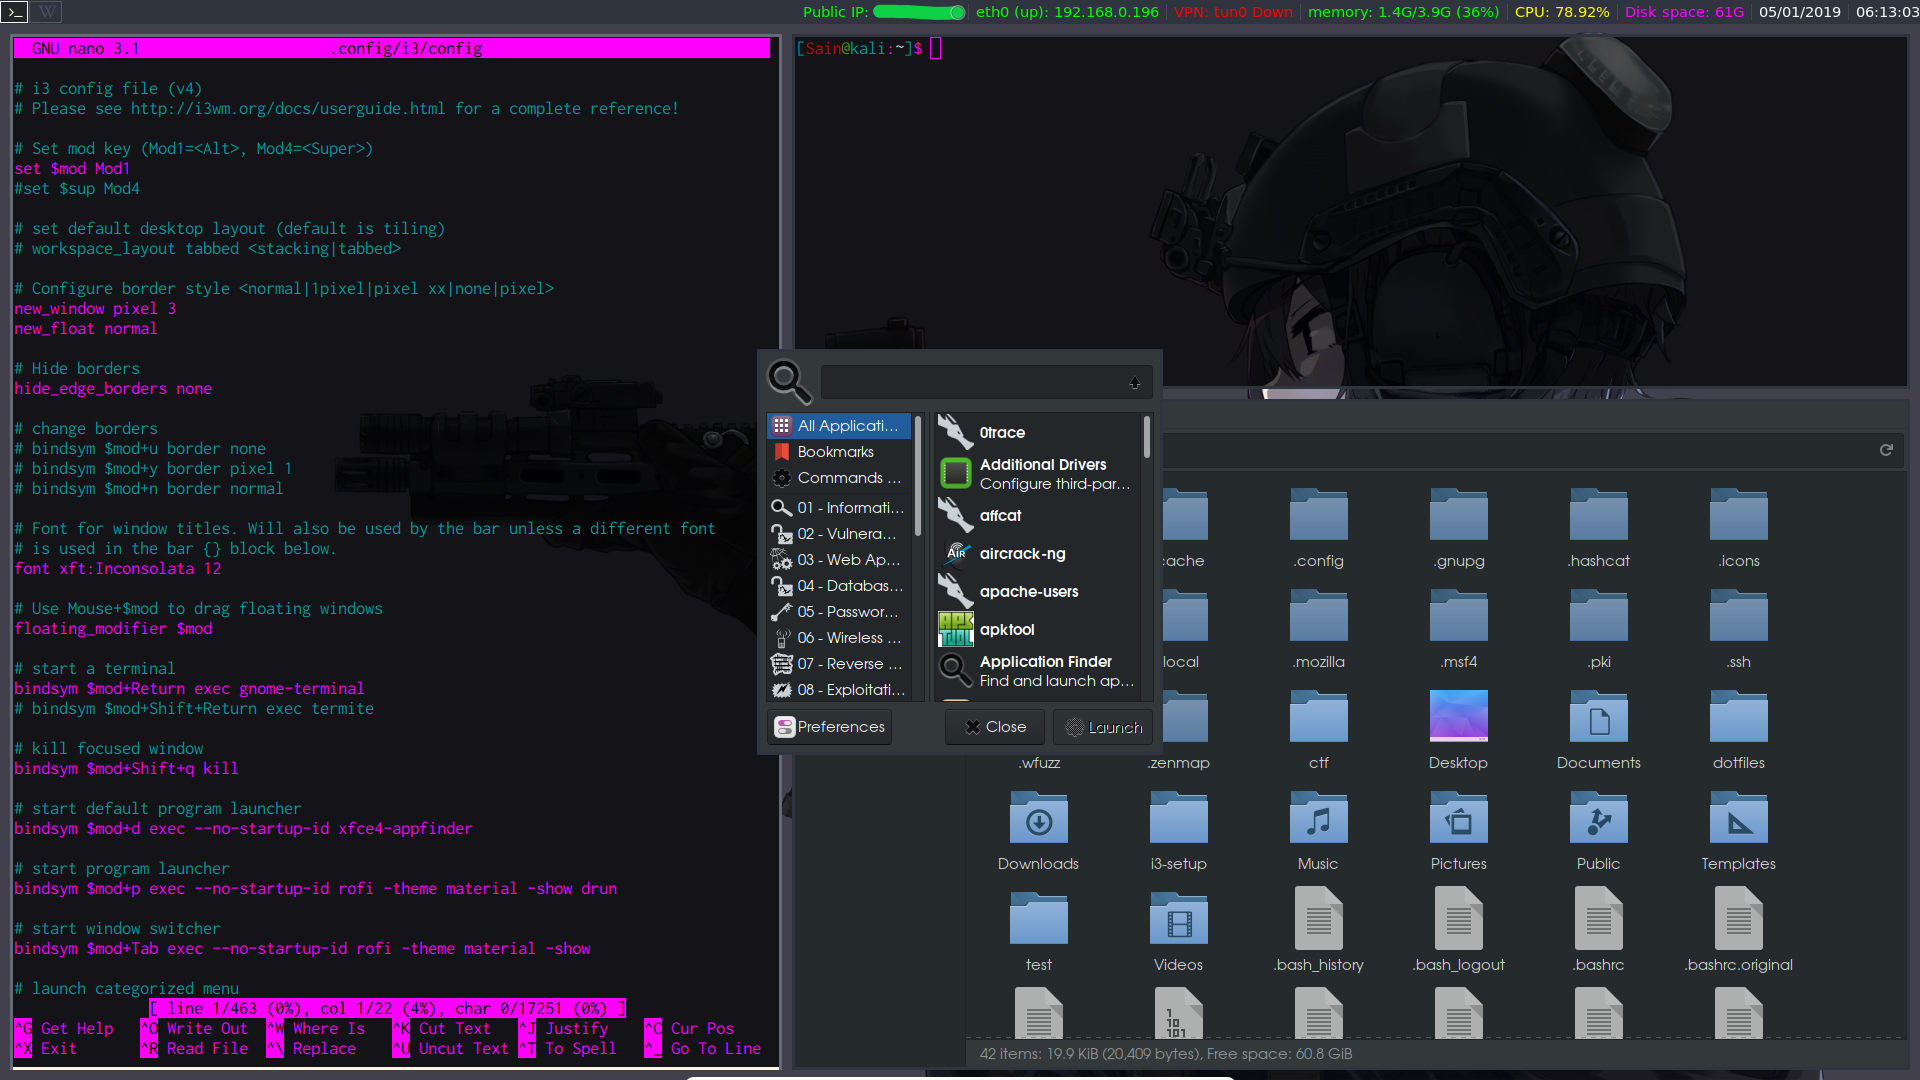 >_ W Public IP: eth0 (up): 192.168.0.196 VPN: tun0 Down memory: 1.4G/3.9G (36%) CPU: 78.92% Disk space: 61G 05/01/2019 06:13:03
GNU nano 3.1 .config/i3/config
# i3 config file (v4)
# Please see http://i3wm.org/docs/userguide.html for a complete reference!
# Set mod key (Mod1=<Alt>, Mod4=<Super>)
set $mod Mod1
#set $sup Mod4
# set default desktop layout (default is tiling)
# workspace_layout tabbed <stacking|tabbed>
# Configure border style <normal|1pixel|pixel xx|none|pixel>
new_window pixel 3
new_float normal
# Hide borders
hide_edge_borders none
# change borders
# bindsym $mod+u border none
# bindsym $mod+y border pixel 1
# bindsym $mod+n border normal
# Font for window titles. Will also be used by the bar unless a different font
# is used in the bar {} block below.
font xft:Inconsolata 12
# Use Mouse+$mod to drag floating windows
floating_modifier $mod
# start a terminal
bindsym $mod+Return exec gnome-terminal
# bindsym $mod+Shift+Return exec termite
# kill focused window
bindsym $mod+Shift+q kill
# start default program launcher
bindsym $mod+d exec --no-startup-id xfce4-appfinder
# start program launcher
bindsym $mod+p exec --no-startup-id rofi -theme material -show drun
# start window switcher
bindsym $mod+Tab exec --no-startup-id rofi -theme material -show
# launch categorized menu
[ line 1/463 (0%), col 1/22 (4%), char 0/17251 (0%) ]
^G Get Help ^O Write Out ^W Where Is ^K Cut Text ^J Justify ^C Cur Pos
^X Exit ^R Read File ^\ Replace ^U Uncut Text ^T To Spell ^_ Go To Line
[Sain@kali:~]$
All Applicati...
Bookmarks
Commands ...
01 - Informati...
02 - Vulnera...
03 - Web Ap...
04 - Databas...
05 - Passwor...
06 - Wireless ...
07 - Reverse ...
08 - Exploitati...
0trace
Additional Drivers
Configure third-par...
affcat
AIR
aircrack-ng
apache-users
APK TOOL
apktool
Application Finder
Find and launch ap...
Preferences Close Launch
cache .config .gnupg .hashcat .icons
local .mozilla .msf4 .pki .ssh
.wfuzz .zenmap ctf Desktop Documents dotfiles
Downloads i3-setup Music Pictures Public Templates
test Videos .bash_history .bash_logout .bashrc .bashrc.original
1
10
101
42 items: 19.9 KiB (20,409 bytes), Free space: 60.8 GiB